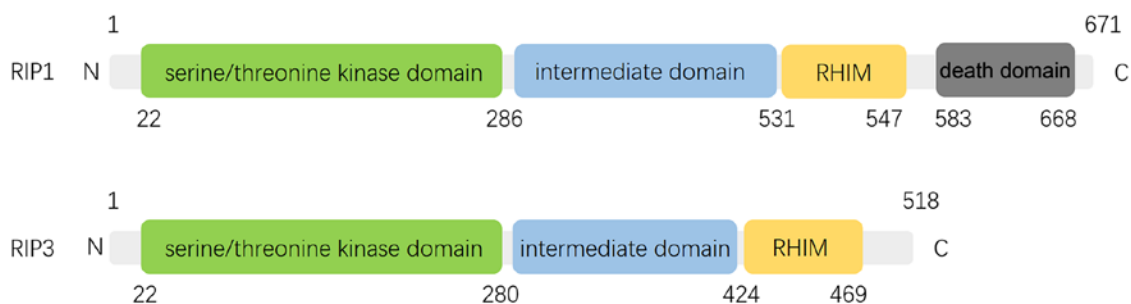 1 671
RIP1 N serine/threonine kinase domain intermediate domain RHIM death domain C
22 286 531 547 583 668
1 518
RIP3 N serine/threonine kinase domain intermediate domain RHIM C
22 280 424 469